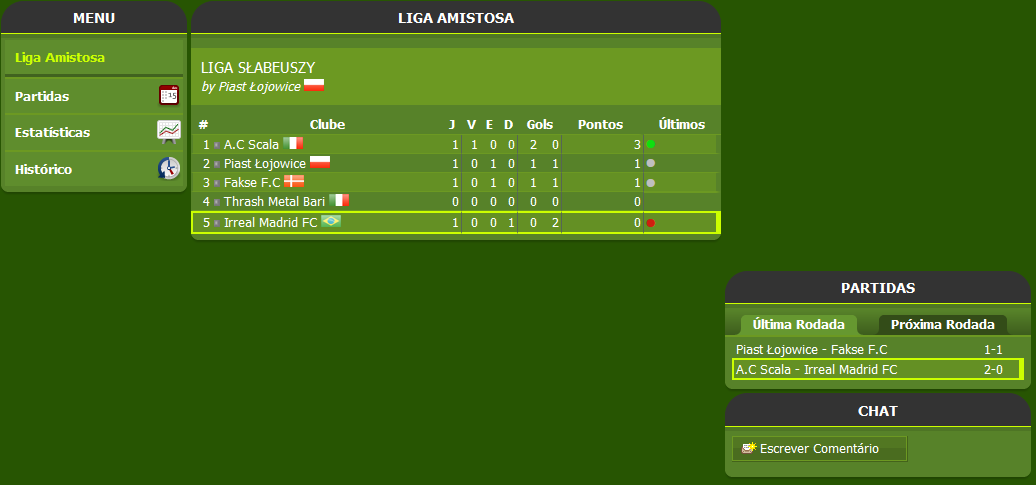 MENU
Liga Amistosa
Partidas
15
Estatísticas
Histórico
LIGA AMISTOSA
LIGA SŁABEUSZY
by Piast Łojowice
# Clube J V E D Gols Pontos Últimos
1 A.C Scala 1 1 0 0 2 0 3
2 Piast Łojowice 1 0 1 0 1 1 1
3 Fakse F.C 1 0 1 0 1 1 1
4 Thrash Metal Bari 0 0 0 0 0 0 0
5 Irreal Madrid FC 1 0 0 1 0 2 0
PARTIDAS
Última Rodada Próxima Rodada
Piast Łojowice - Fakse F.C 1-1
A.C Scala - Irreal Madrid FC 2-0
CHAT
Escrever Comentário